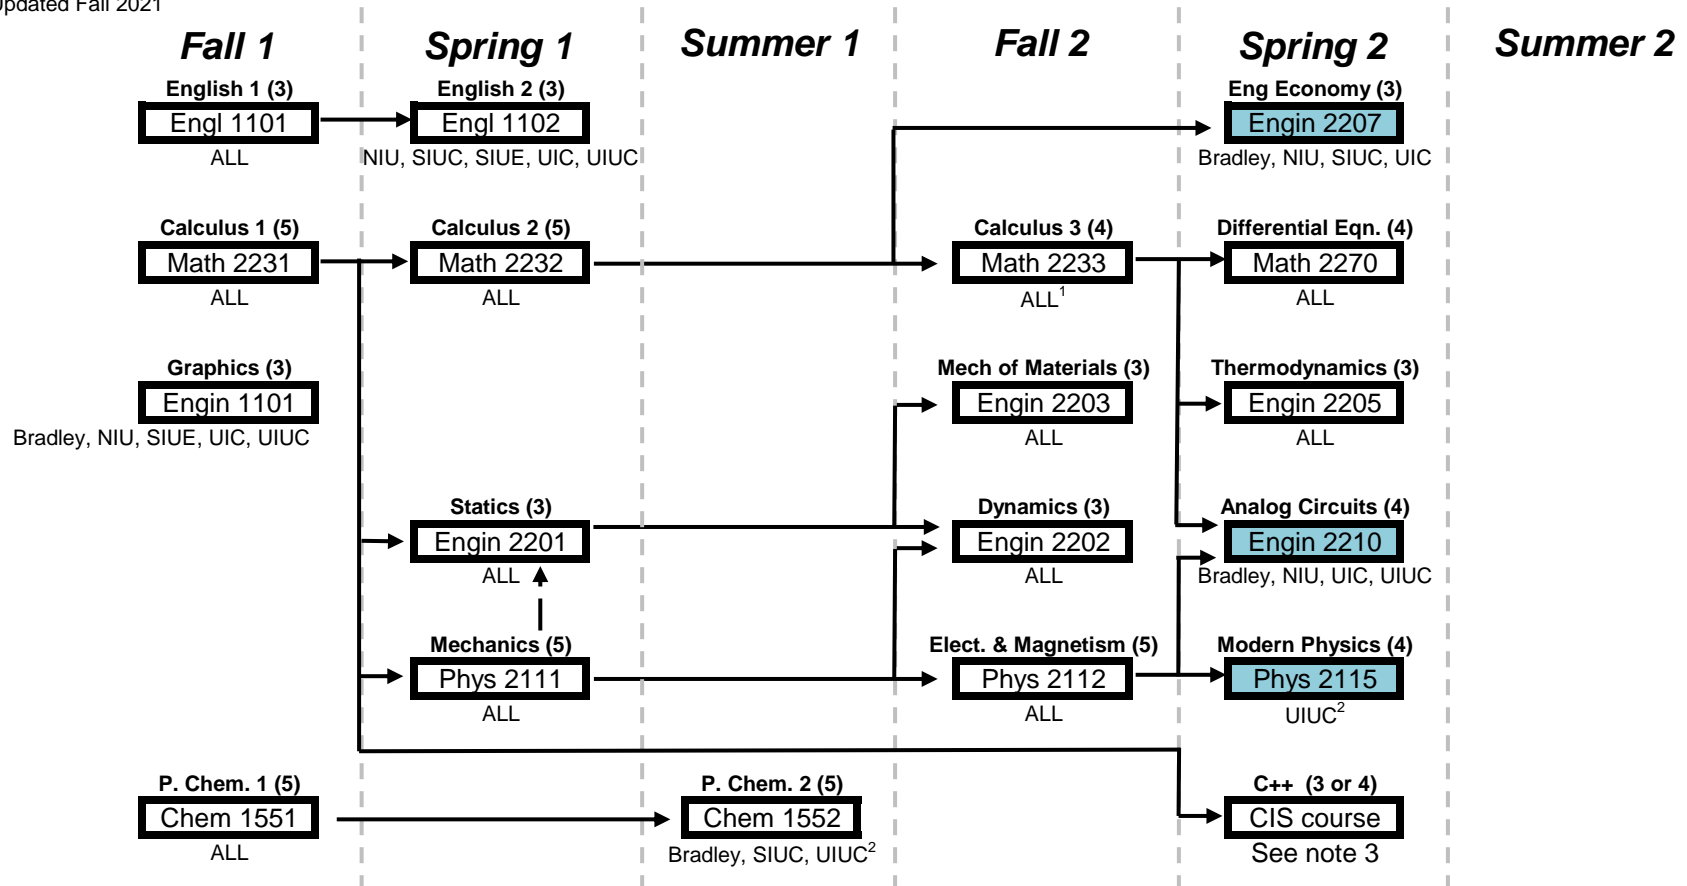 Updated Fall 2021
Fall 1
Spring 1
Summer 1
Fall 2
Spring 2
Summer 2
English 1 (3)
Engl 1101
ALL
English 2 (3)
Engl 1102
NIU, SIUC, SIUE, UIC, UIUC
Eng Economy (3)
Engin 2207
Bradley, NIU, SIUC, UIC
Calculus 1 (5)
Math 2231
ALL
Calculus 2 (5)
Math 2232
ALL
Calculus 3 (4)
Math 2233
ALL¹
Differential Eqn. (4)
Math 2270
ALL
Graphics (3)
Engin 1101
Bradley, NIU, SIUE, UIC, UIUC
Mech of Materials (3)
Engin 2203
ALL
Thermodynamics (3)
Engin 2205
ALL
Statics (3)
Engin 2201
ALL
Dynamics (3)
Engin 2202
ALL
Analog Circuits (4)
Engin 2210
Bradley, NIU, UIC, UIUC
Mechanics (5)
Phys 2111
ALL
Elect. & Magnetism (5)
Phys 2112
ALL
Modern Physics (4)
Phys 2115
UIUC²
P. Chem. 1 (5)
Chem 1551
ALL
P. Chem. 2 (5)
Chem 1552
Bradley, SIUC, UIUC²
C++ (3 or 4)
CIS course
See note 3